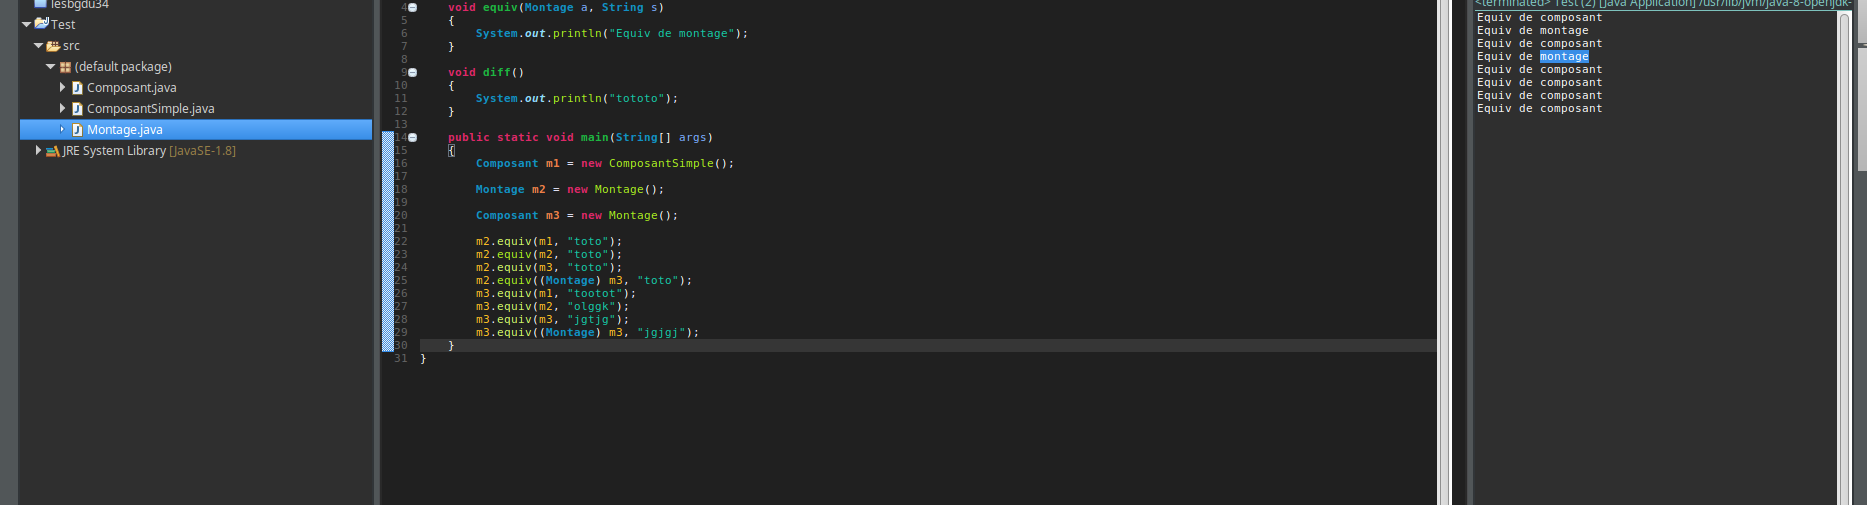 lesbgdu34
Test
src
(default package)
Composant.java
ComposantSimple.java
Montage.java
JRE System Library [JavaSE-1.8]
4 void equiv(Montage a, String s)
5 {
6 System.out.println("Equiv de montage");
7 }
8
9 void diff()
10 {
11 System.out.println("tototo");
12 }
13
14 public static void main(String[] args)
15 {
16 Composant m1 = new ComposantSimple();
17
18 Montage m2 = new Montage();
19
20 Composant m3 = new Montage();
21
22 m2.equiv(m1, "toto");
23 m2.equiv(m2, "toto");
24 m2.equiv(m3, "toto");
25 m2.equiv((Montage) m3, "toto");
26 m3.equiv(m1, "tootot");
27 m3.equiv(m2, "olggk");
28 m3.equiv(m3, "jgtjg");
29 m3.equiv((Montage) m3, "jgjgj");
30 }
31 }
<terminated> Test (2) [Java Application] /usr/lib/jvm/java-8-openjdk-
Equiv de composant
Equiv de montage
Equiv de composant
Equiv de montage
Equiv de composant
Equiv de composant
Equiv de composant
Equiv de composant